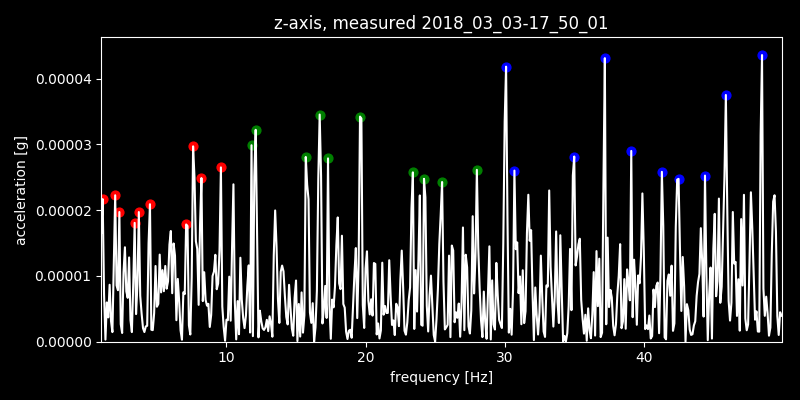 z-axis, measured 2018_03_03-17_50_01
0.00004
0.00003
0.00002
0.00001
0.00000
acceleration [g]
10 20 30 40
frequency [Hz]